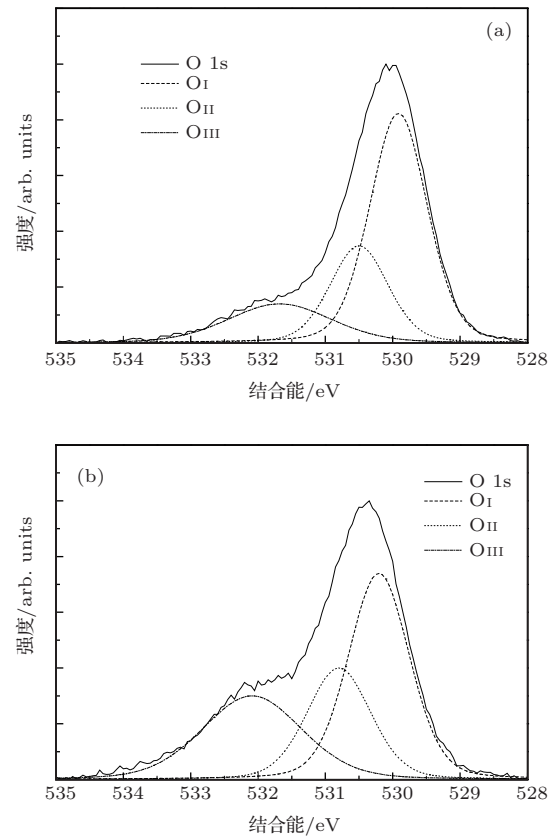 (a)
O 1s
OI
OII
OIII
强度/arb. units
535 534 533 532 531 530 529 528
结合能/eV
(b)
O 1s
OI
OII
OIII
强度/arb. units
535 534 533 532 531 530 529 528
结合能/eV